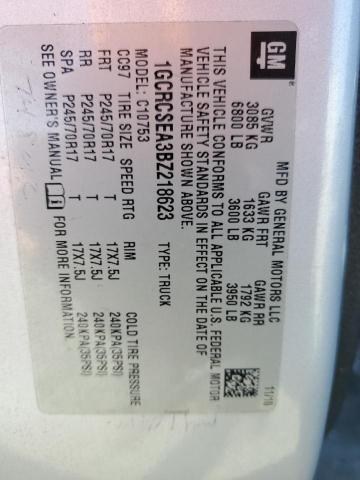 GM
MFD BY GENERAL MOTORS LLC
11/10
GVWR GAWR FRT GAWR RR
3085 KG 1633 KG 1792 KG
6800 LB 3600 LB 3950 LB
THIS VEHICLE CONFORMS TO ALL APPLICABLE U.S. FEDERAL MOTOR
VEHICLE SAFETY STANDARDS IN EFFECT ON THE DATE OF
MANUFACTURE SHOWN ABOVE.
1GCRCSEA3BZ218623 TYPE: TRUCK
MODEL: C10753
CC97 TIRE SIZE SPEED RTG RIM COLD TIRE PRESSURE
FRT P245/70R17 T 17X7.5J 240KPA(35PSI)
RR P245/70R17 T 17X7.5J 240KPA(35PSI)
SPA P245/70R17 T 17X7.5J 240KPA(35PSI)
SEE OWNER'S MANUAL FOR MORE INFORMATION.